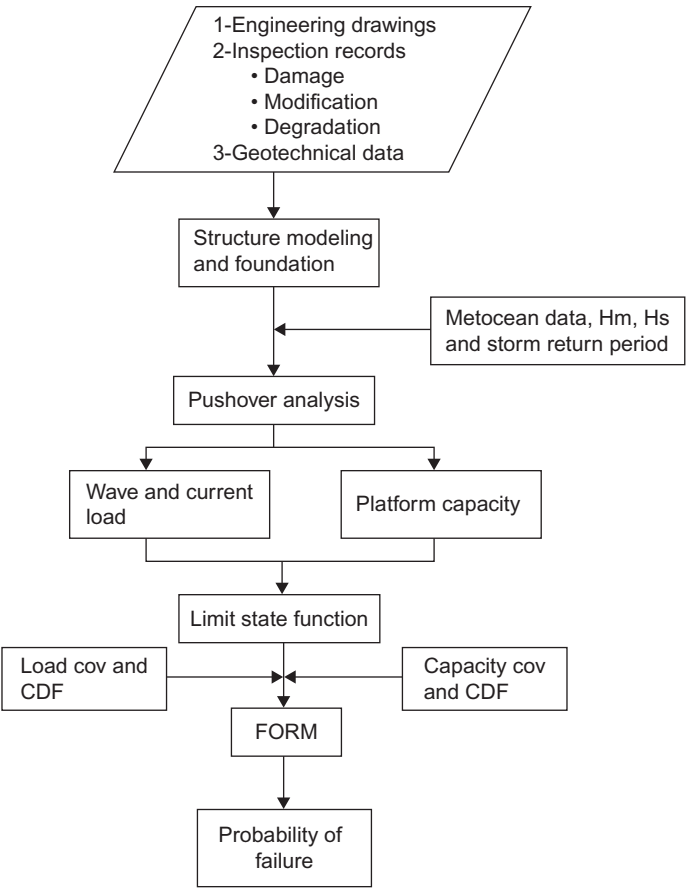 1-Engineering drawings
2-Inspection records
• Damage
• Modification
• Degradation
3-Geotechnical data
Structure modeling
and foundation
Metocean data, Hm, Hs
and storm return period
Pushover analysis
Wave and current
load
Platform capacity
Limit state function
Load cov and
CDF
Capacity cov
and CDF
FORM
Probability of
failure